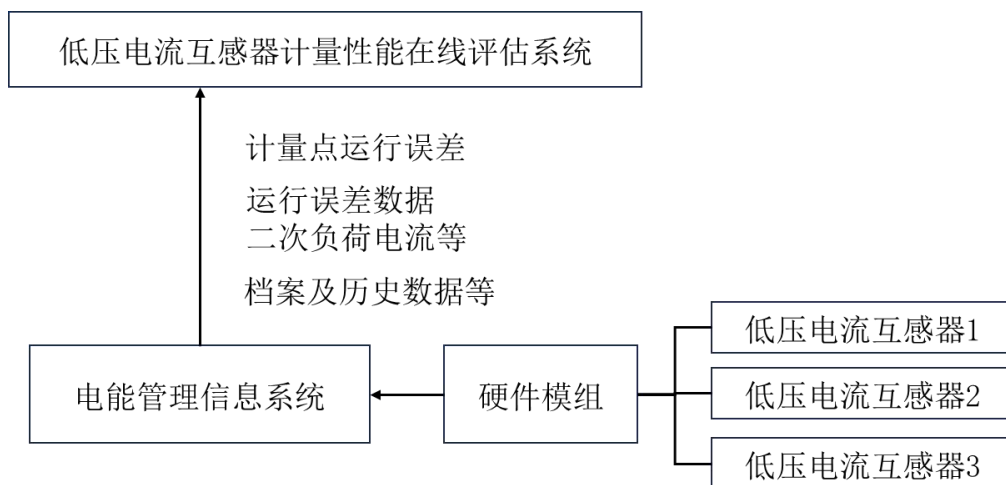 低压电流互感器计量性能在线评估系统
计量点运行误差
运行误差数据
二次负荷电流等
档案及历史数据等
电能管理信息系统
硬件模组
低压电流互感器1
低压电流互感器2
低压电流互感器3